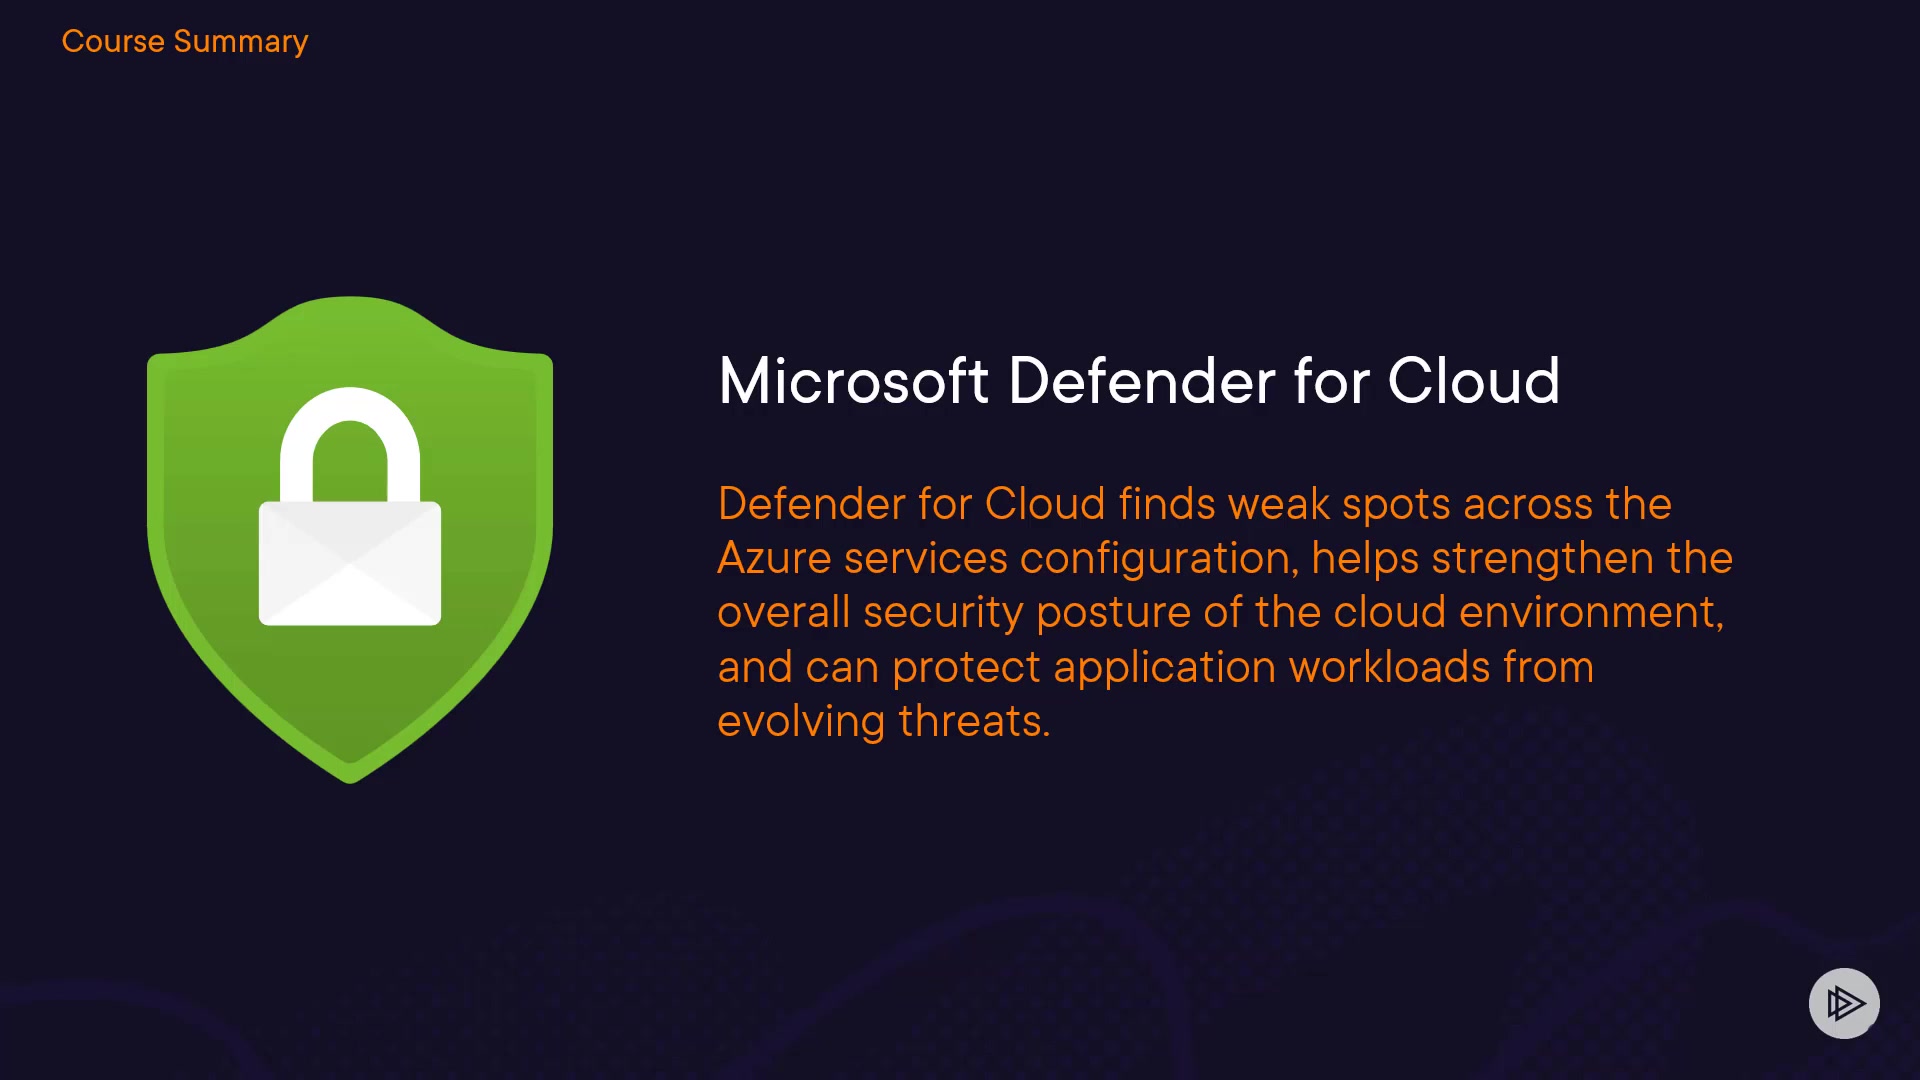 Course Summary
Microsoft Defender for Cloud
Defender for Cloud finds weak spots across the
Azure services configuration, helps strengthen the
overall security posture of the cloud environment,
and can protect application workloads from
evolving threats.